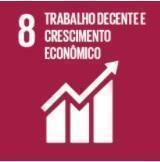 8 TRABALHO DECENTE E
CRESCIMENTO
ECONÔMICO